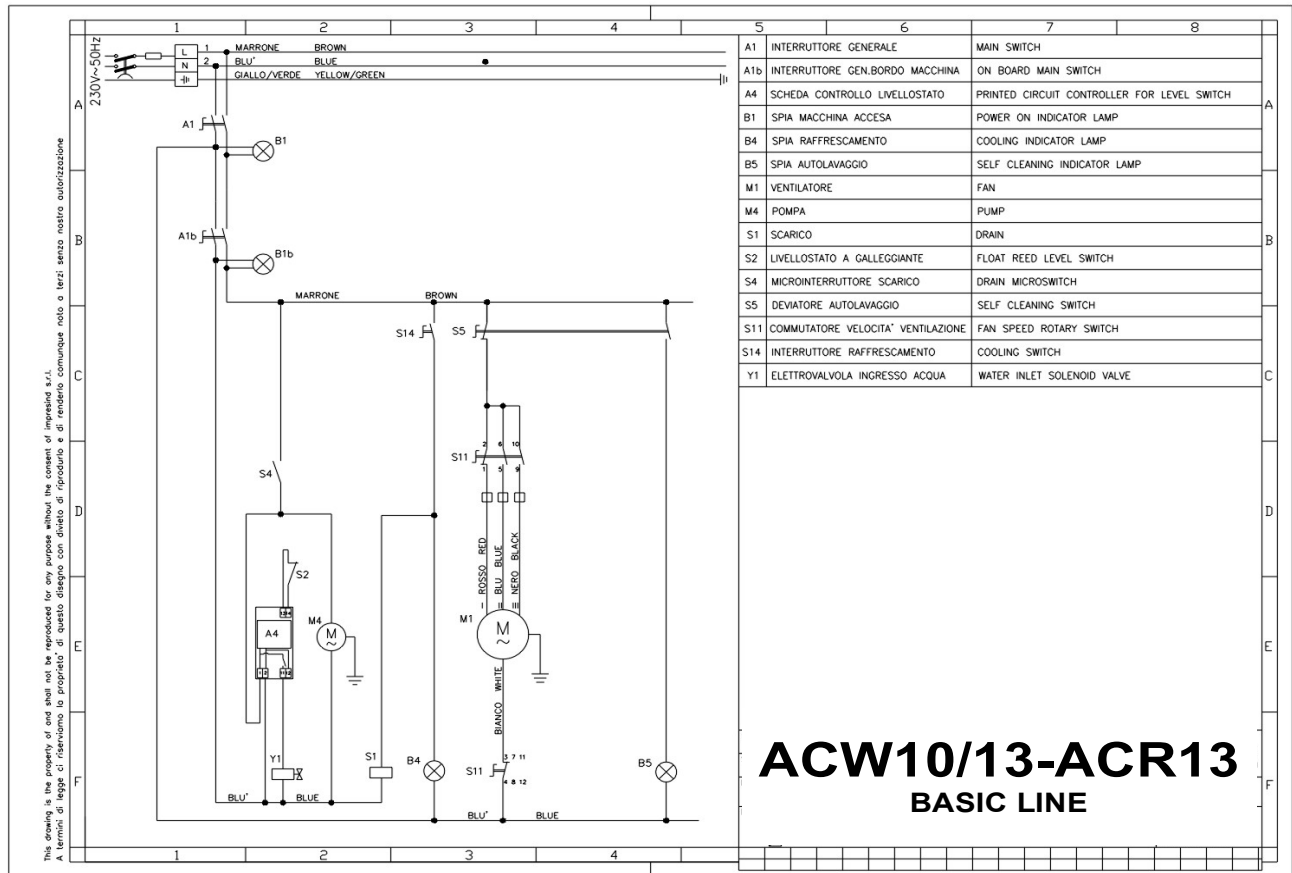 1 2 3 4 5 6 7 8
230V~50Hz
L 1 MARRONE BROWN
N 2 BLU' BLUE
GIALLO/VERDE YELLOW/GREEN
A1 INTERRUTTORE GENERALE MAIN SWITCH
A1b INTERRUTTORE GEN.BORDO MACCHINA ON BOARD MAIN SWITCH
A4 SCHEDA CONTROLLO LIVELLOSTATO PRINTED CIRCUIT CONTROLLER FOR LEVEL SWITCH
B1 SPIA MACCHINA ACCESA POWER ON INDICATOR LAMP
B4 SPIA RAFFRESCAMENTO COOLING INDICATOR LAMP
B5 SPIA AUTOLAVAGGIO SELF CLEANING INDICATOR LAMP
M1 VENTILATORE FAN
M4 POMPA PUMP
S1 SCARICO DRAIN
S2 LIVELLOSTATO A GALLEGGIANTE FLOAT REED LEVEL SWITCH
S4 MICROINTERRUTTORE SCARICO DRAIN MICROSWITCH
S5 DEVIATORE AUTOLAVAGGIO SELF CLEANING SWITCH
S11 COMMUTATORE VELOCITA' VENTILAZIONE FAN SPEED ROTARY SWITCH
S14 INTERRUTTORE RAFFRESCAMENTO COOLING SWITCH
Y1 ELETTROVALVOLA INGRESSO ACQUA WATER INLET SOLENOID VALVE
A
B
C
D
E
F
A
B
C
D
E
F
A1
B1
A1b
B1b
MARRONE BROWN
S14
S5
2 6 10
S11
1 5 9
S4
S2
ROSSO RED
BLU BLUE
NERO BLACK
I II III
A4
M4
M
~
M1
M
~
BIANCO WHITE
Y1
S1
B4
3 7 11
S11
4 8 12
B5
BLU' BLUE
BLU' BLUE
ACW10/13-ACR13
BASIC LINE
1 2 3 4
This drawing is the property of and shall not be reproduced for any purpose without the consent of impresind s.r.l.
A termini di legge ci riserviamo la proprieta' di questo disegno con divieto di riprodurlo e di renderlo comunque noto a terzi senza nostra autorizzazione